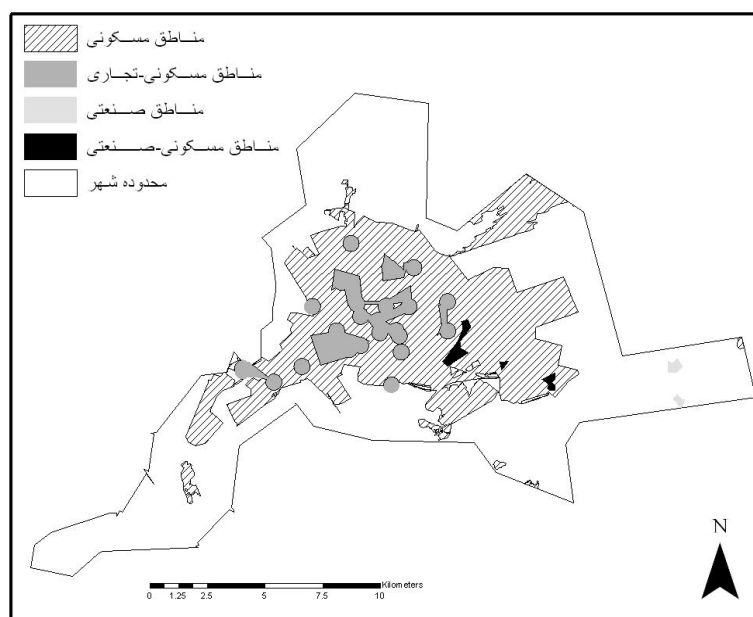 مناطق مسکونی
مناطق مسکونی-تجاری
مناطق صنعتی
مناطق مسکونی-صنعتی
محدوده شهر
N
Kilometers
0 1.25 2.5 5 7.5 10